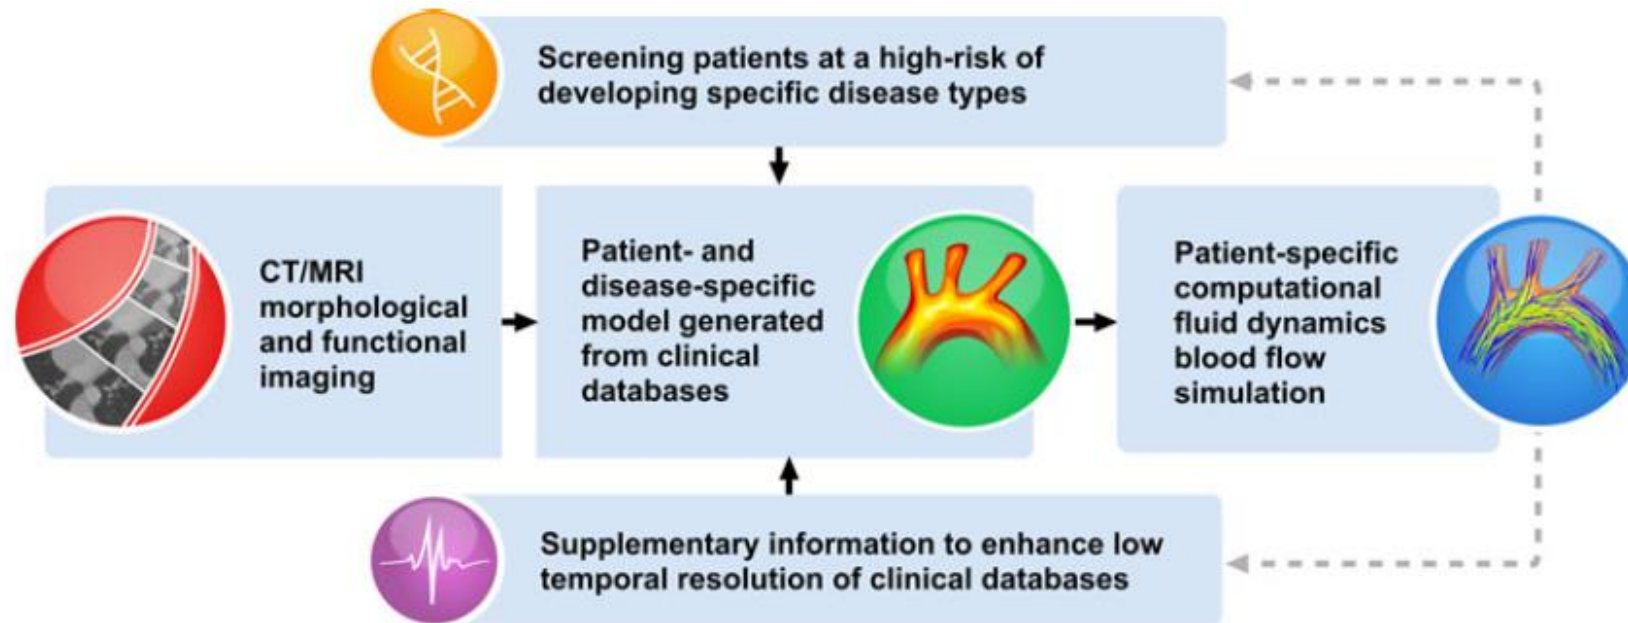 Screening patients at a high-risk of
developing specific disease types
CT/MRI
morphological
and functional
imaging
Patient- and
disease-specific
model generated
from clinical
databases
Patient-specific
computational
fluid dynamics
blood flow
simulation
Supplementary information to enhance low
temporal resolution of clinical databases